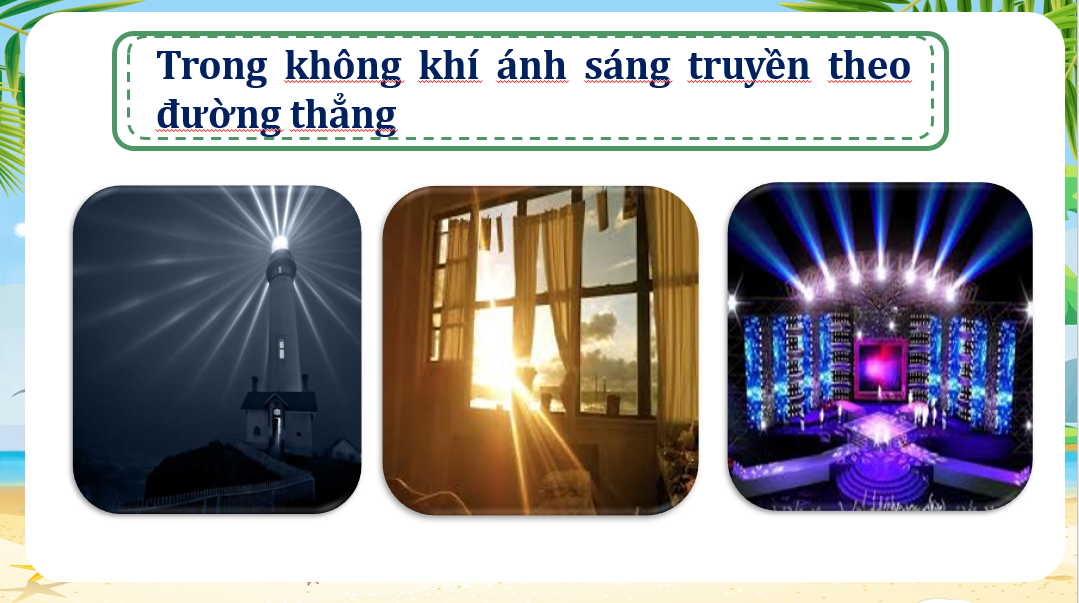 Trong không khí ánh sáng truyền theo
đường thẳng